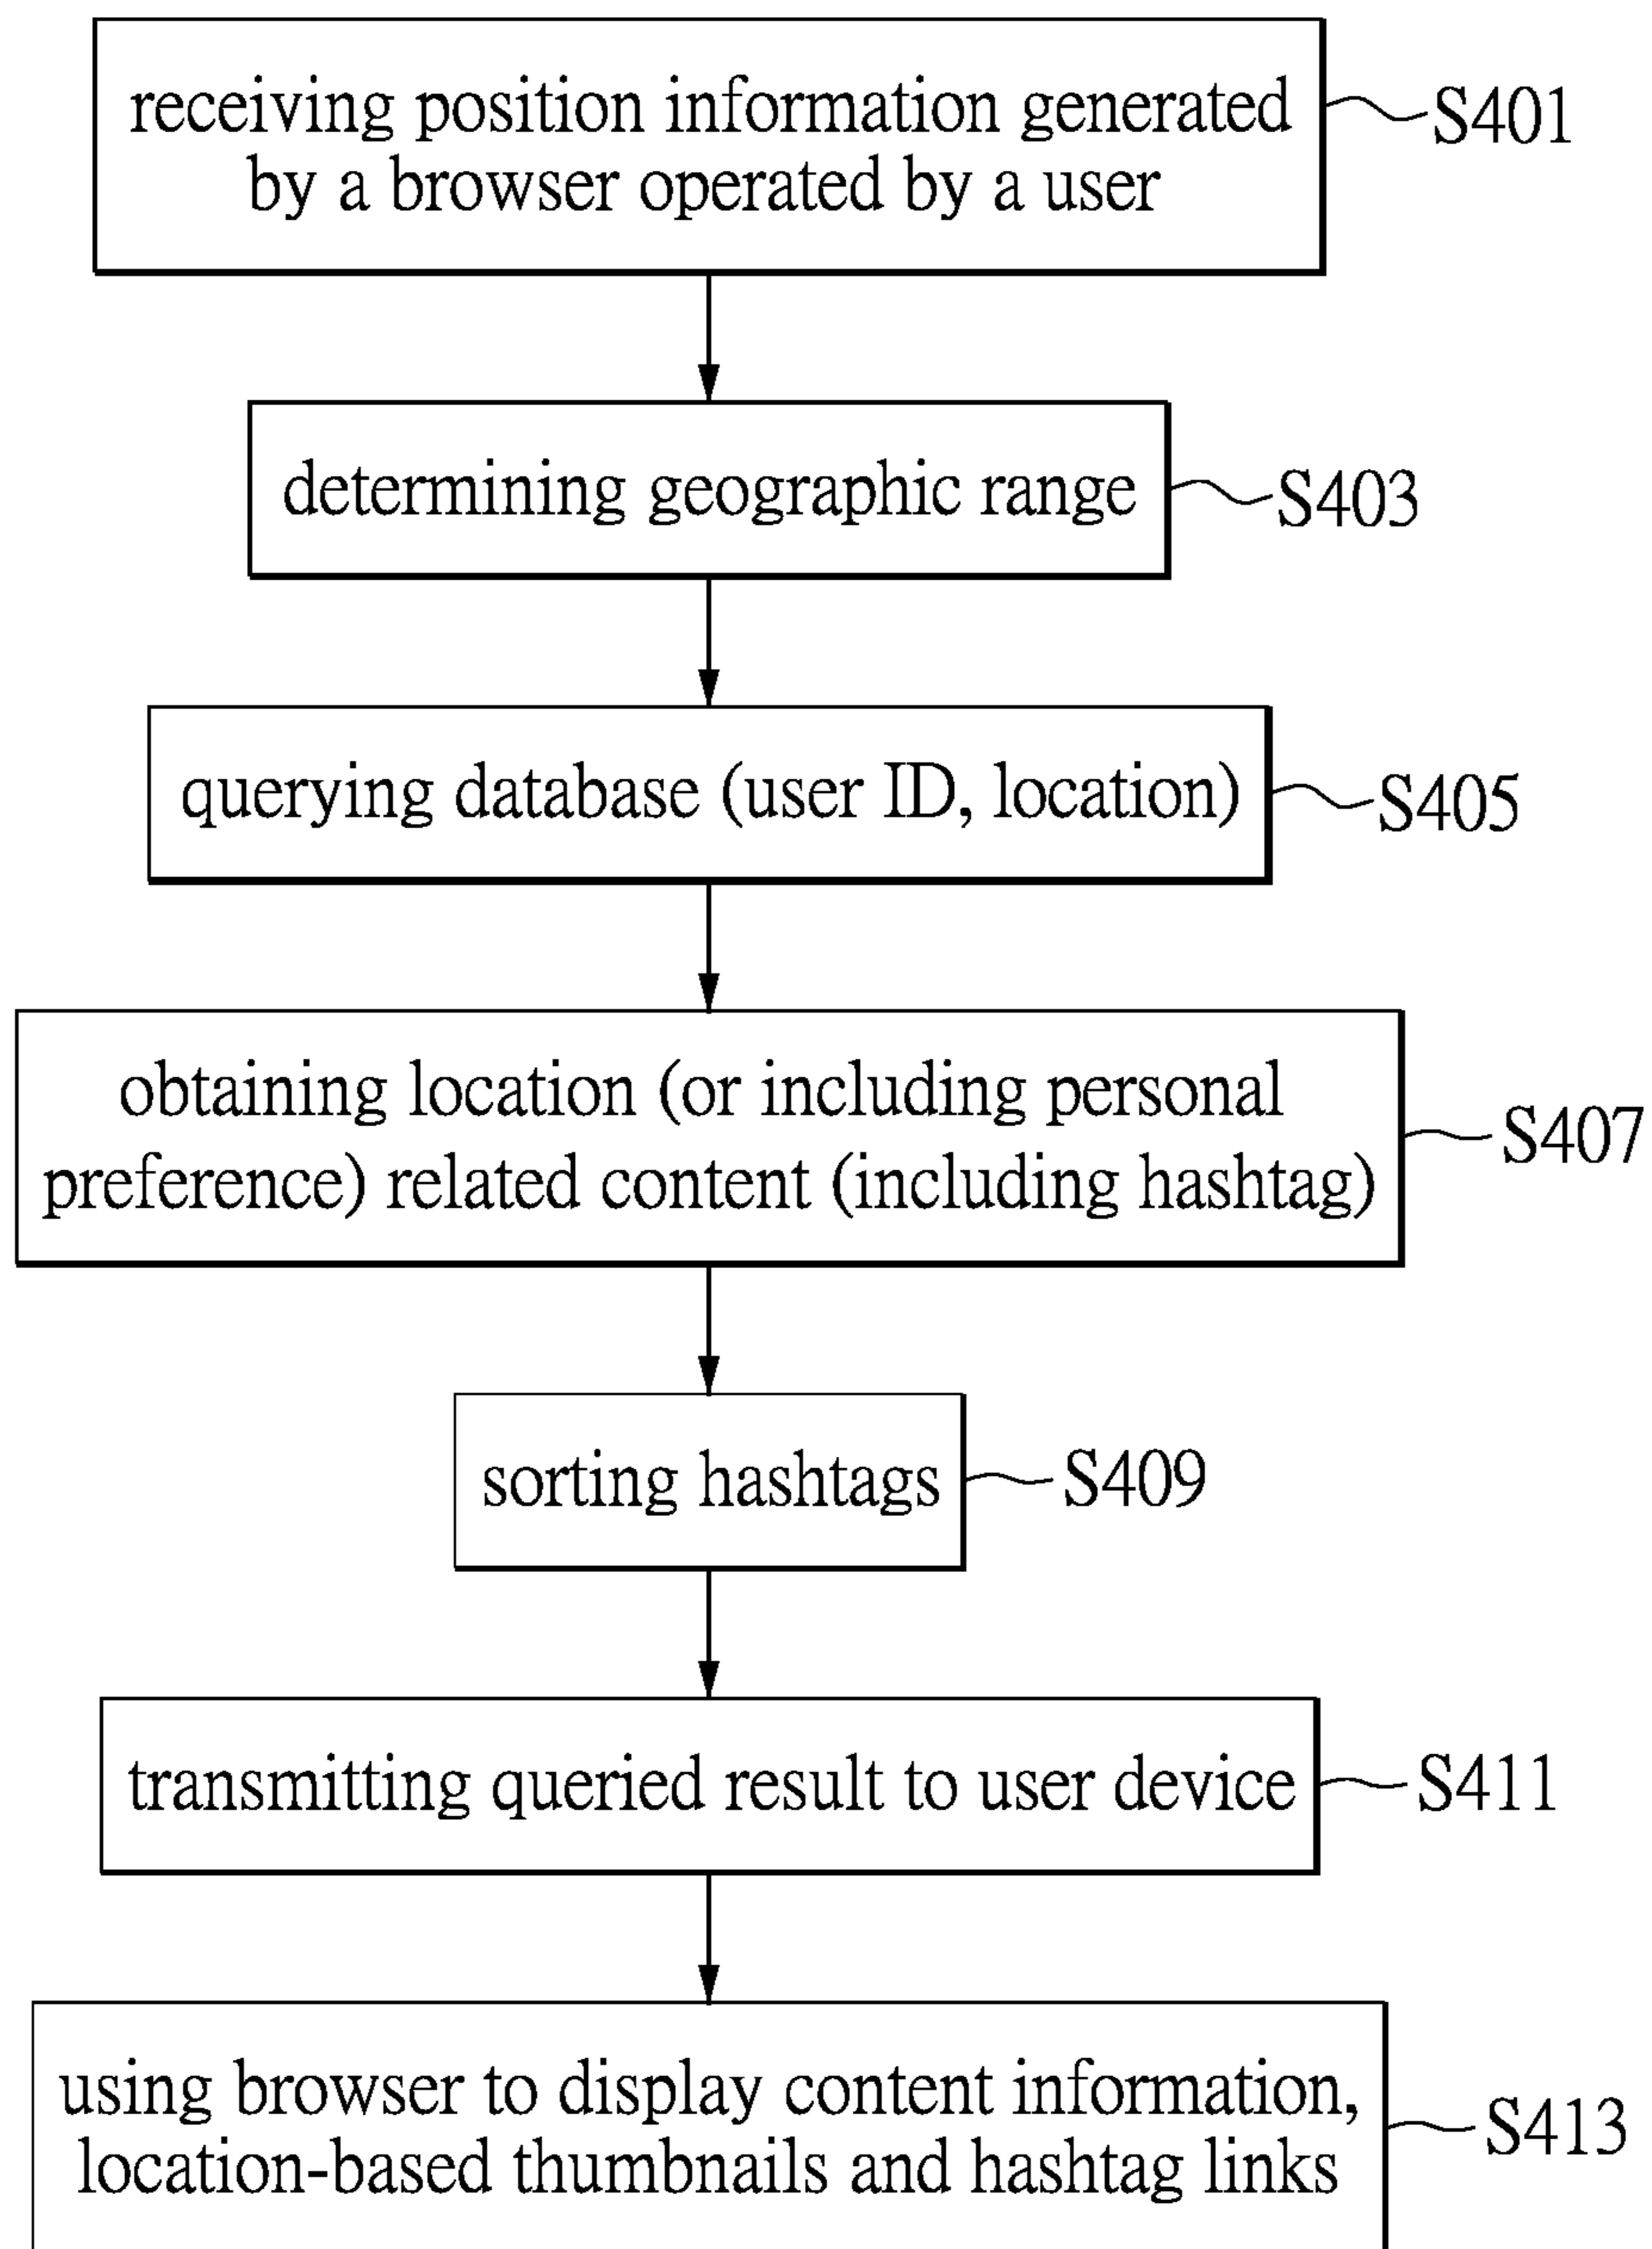 receiving position information generated
by a browser operated by a user
S401
determining geographic range
S403
querying database (user ID, location)
S405
obtaining location (or including personal
preference) related content (including hashtag)
S407
sorting hashtags
S409
transmitting queried result to user device
S411
using browser to display content information,
location-based thumbnails and hashtag links
S413